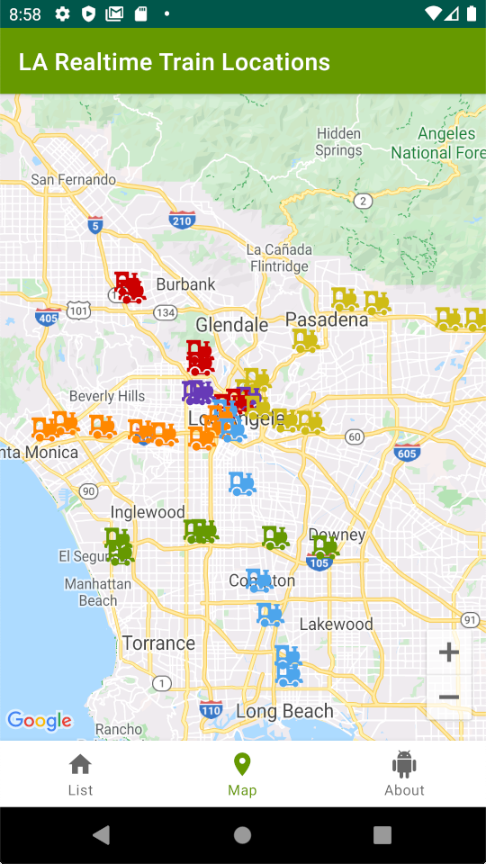 8:58
LA Realtime Train Locations
Hidden
Springs
Angeles
National Fore
San Fernando
2
5
210
La Cañada
Flintridge
Burbank
101
134
405
Glendale
Pasadena
Beverly Hills
Los Angeles
60
605
nta Monica
90
Inglewood
Downey
El Segun
105
Manhattan
Beach
Compton
Lakewood
91
Torrance
1
110
Long Beach
Google
Rancho
+
−
List
Map
About